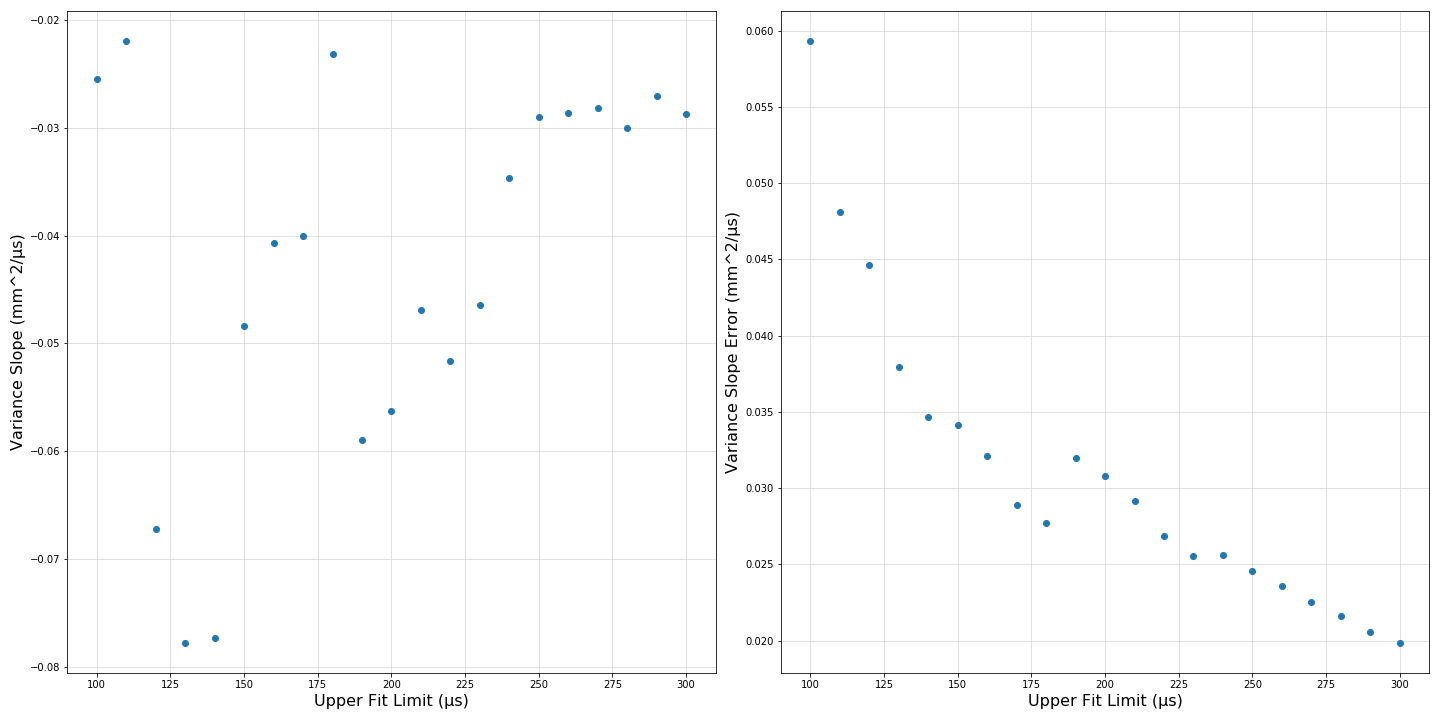 −0.02
−0.03
−0.04
−0.05
−0.06
−0.07
−0.08
Variance Slope (mm^2/μs)
100 125 150 175 200 225 250 275 300
Upper Fit Limit (μs)
0.060
0.055
0.050
0.045
0.040
0.035
0.030
0.025
0.020
Variance Slope Error (mm^2/μs)
100 125 150 175 200 225 250 275 300
Upper Fit Limit (μs)